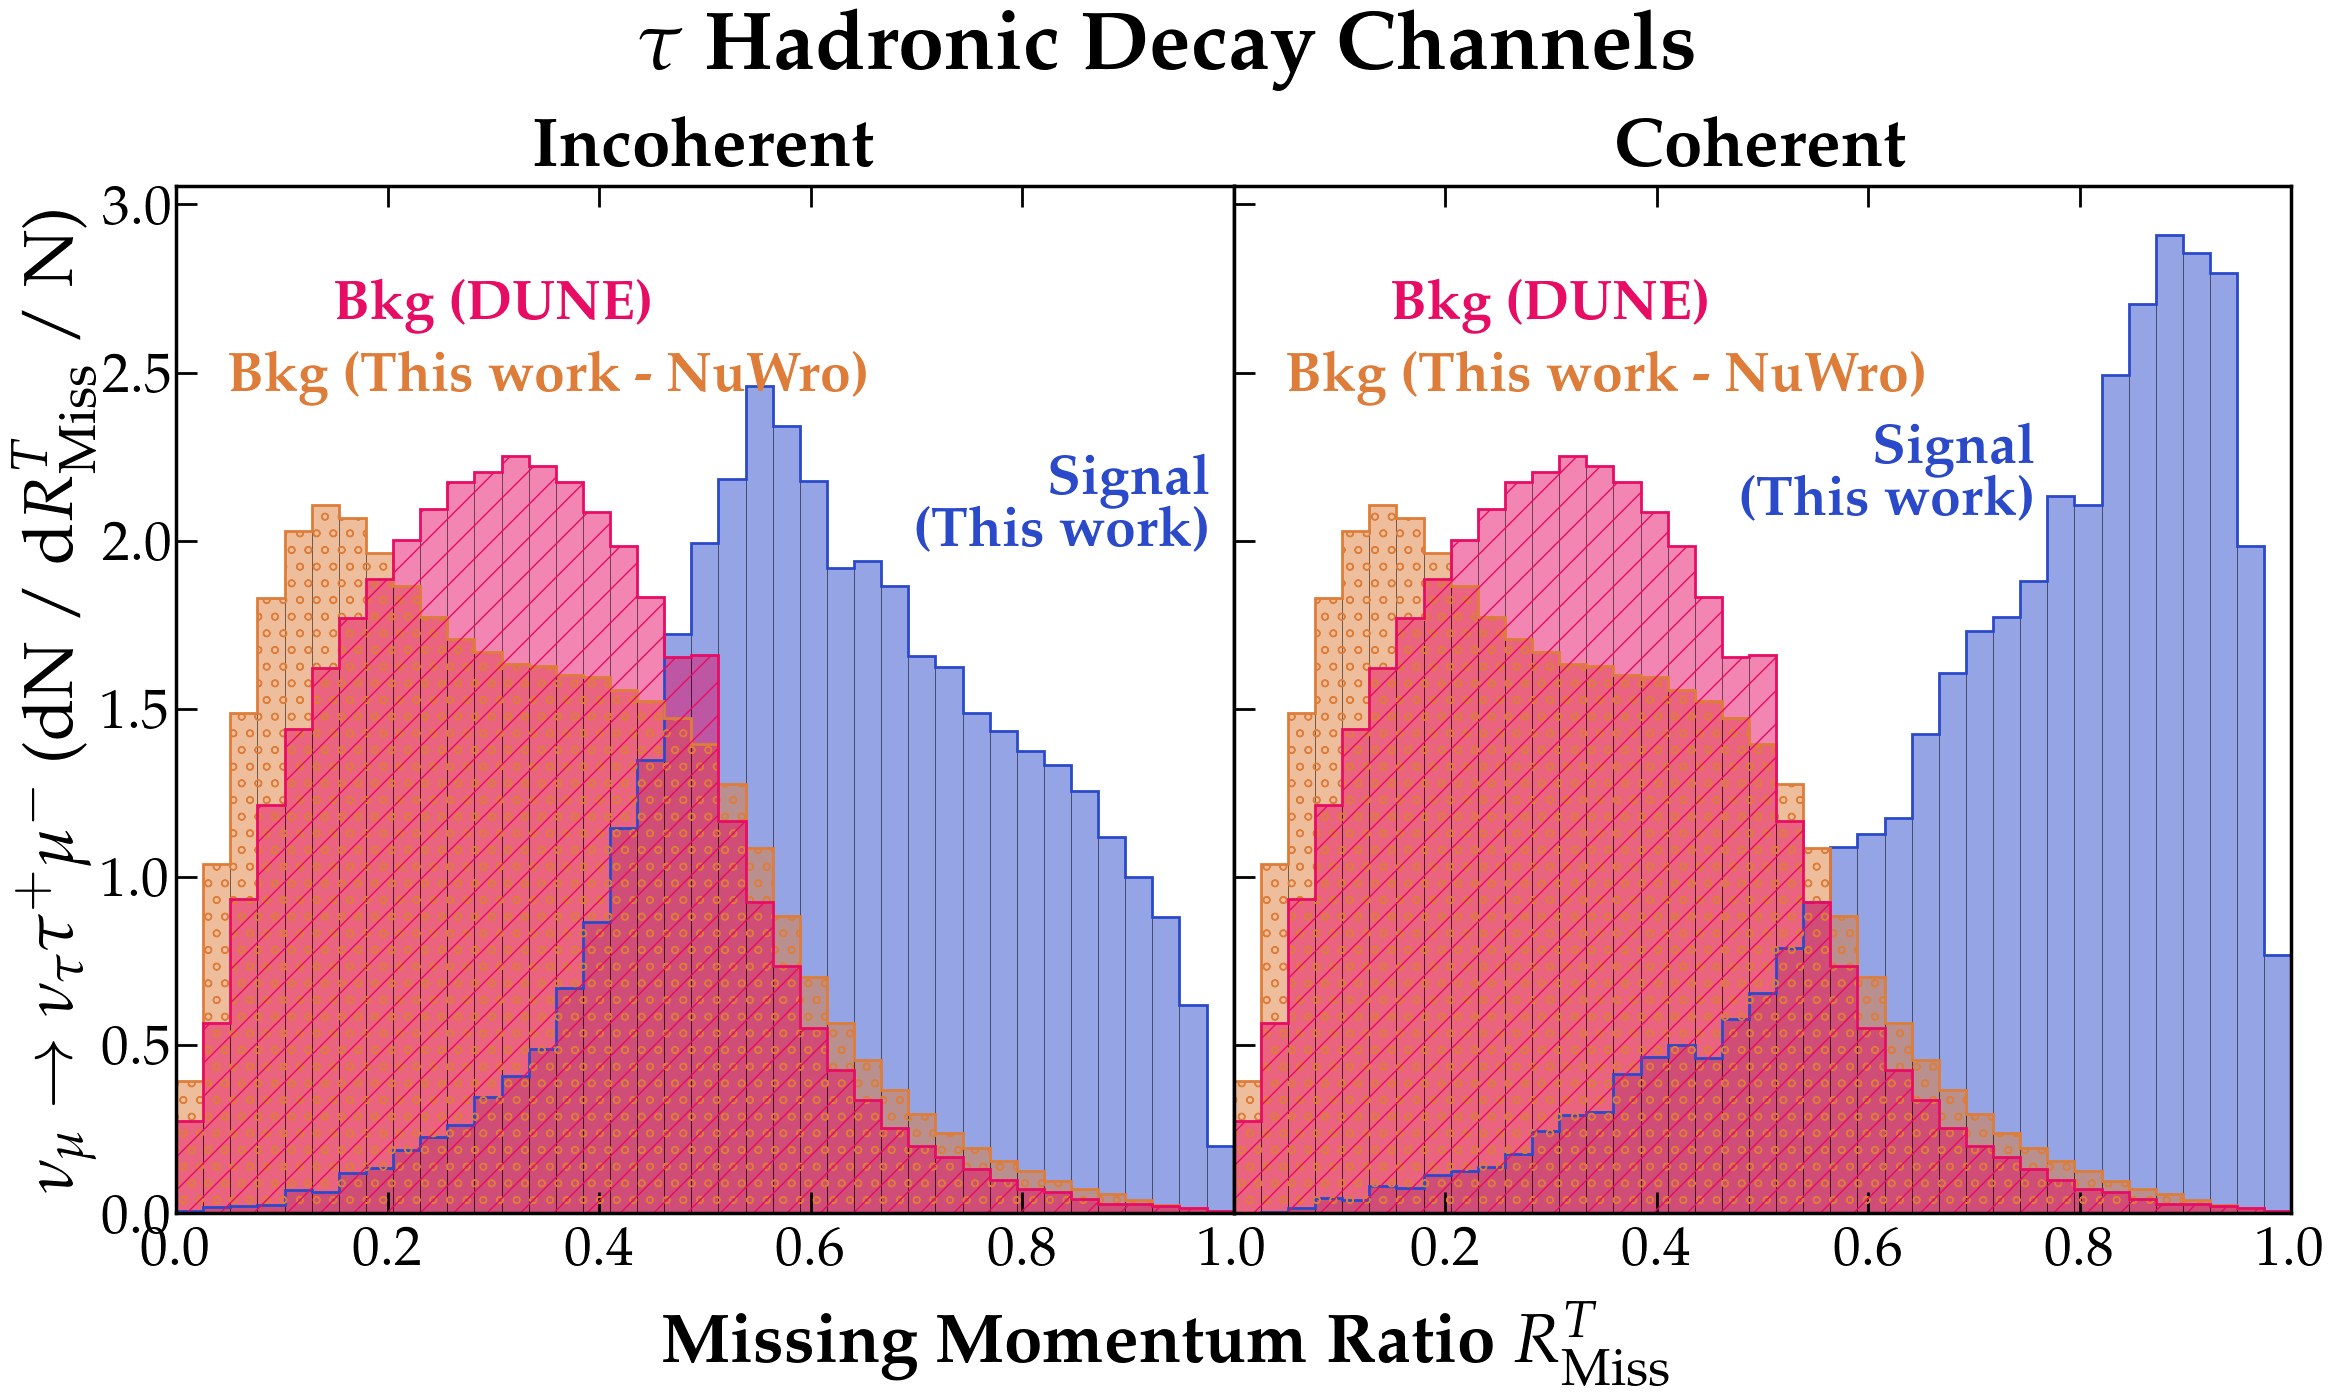 τ Hadronic Decay Channels
Incoherent
Coherent
ν_μ → ν_τ τ⁺ μ⁻ (dN / dR^T_Miss / N)
3.0
2.5
2.0
1.5
1.0
0.5
0.0
Bkg (DUNE)
Bkg (This work - NuWro)
Signal
(This work)
Bkg (DUNE)
Bkg (This work - NuWro)
Signal
(This work)
0.0 0.2 0.4 0.6 0.8 1.0 0.2 0.4 0.6 0.8 1.0
Missing Momentum Ratio R^T_Miss